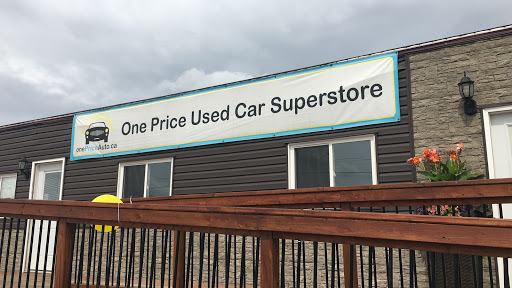 One Price Used Car Superstore
onePriceAuto.ca